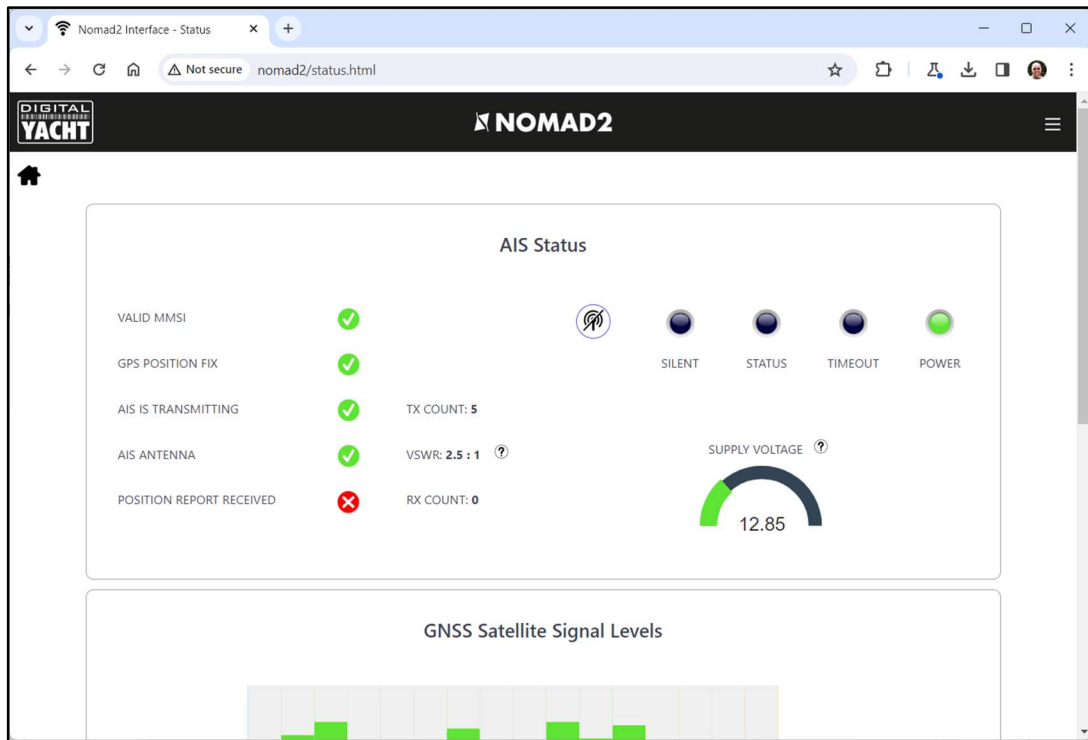 Nomad2 Interface - Status
Not secure nomad2/status.html
DIGITAL
YACHT
NOMAD2
AIS Status
VALID MMSI
GPS POSITION FIX
SILENT STATUS TIMEOUT POWER
AIS IS TRANSMITTING TX COUNT: 5
AIS ANTENNA VSWR: 2.5 : 1 ?
SUPPLY VOLTAGE ?
POSITION REPORT RECEIVED RX COUNT: 0
12.85
GNSS Satellite Signal Levels